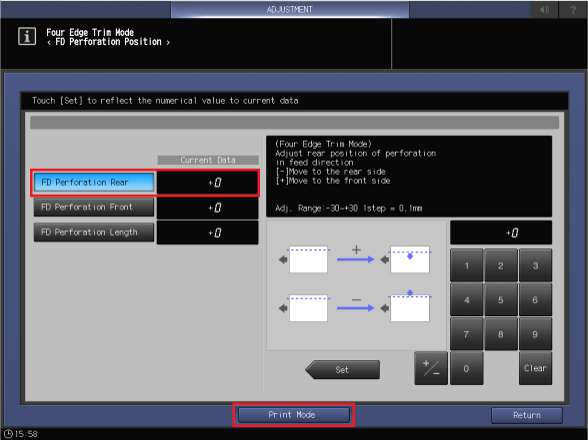 ADJUSTMENT
?
Four Edge Trim Mode
< FD Perforation Position >
Touch [Set] to reflect the numerical value to current data
Current Data
FD Perforation Rear +0
FD Perforation Front +0
FD Perforation Length +0
(Four Edge Trim Mode)
Adjust rear position of perforation
in feed direction
[-]Move to the rear side
[+]Move to the front side
Adj. Range:-30~+30 1step = 0.1mm
+0
+
−
1 2 3
4 5 6
7 8 9
+/− 0 Clear
Set
Print Mode
Return
15:58